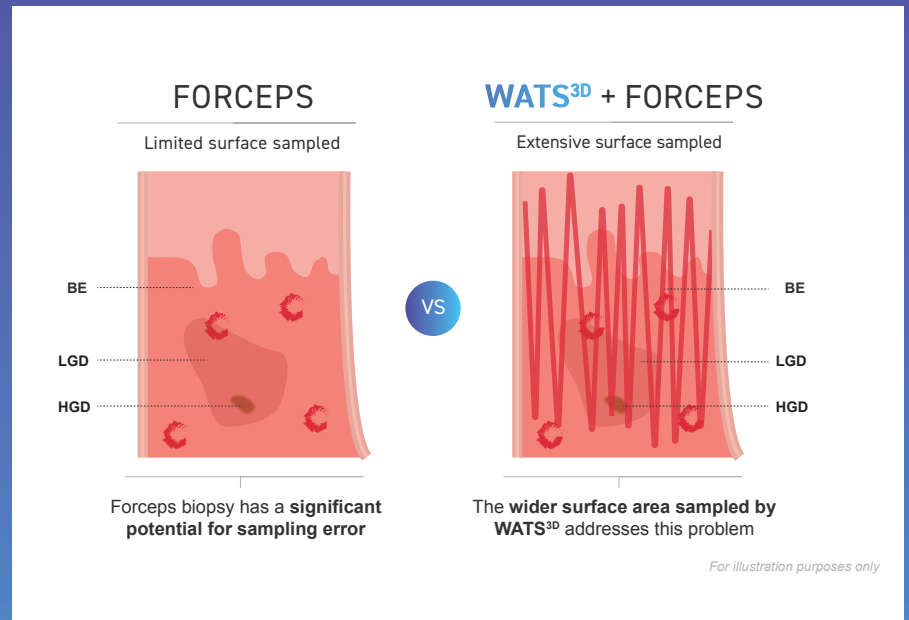 FORCEPS
Limited surface sampled
BE
LGD
HGD
Forceps biopsy has a significant
potential for sampling error
VS
WATS3D + FORCEPS
Extensive surface sampled
BE
LGD
HGD
The wider surface area sampled by
WATS3D addresses this problem
For illustration purposes only